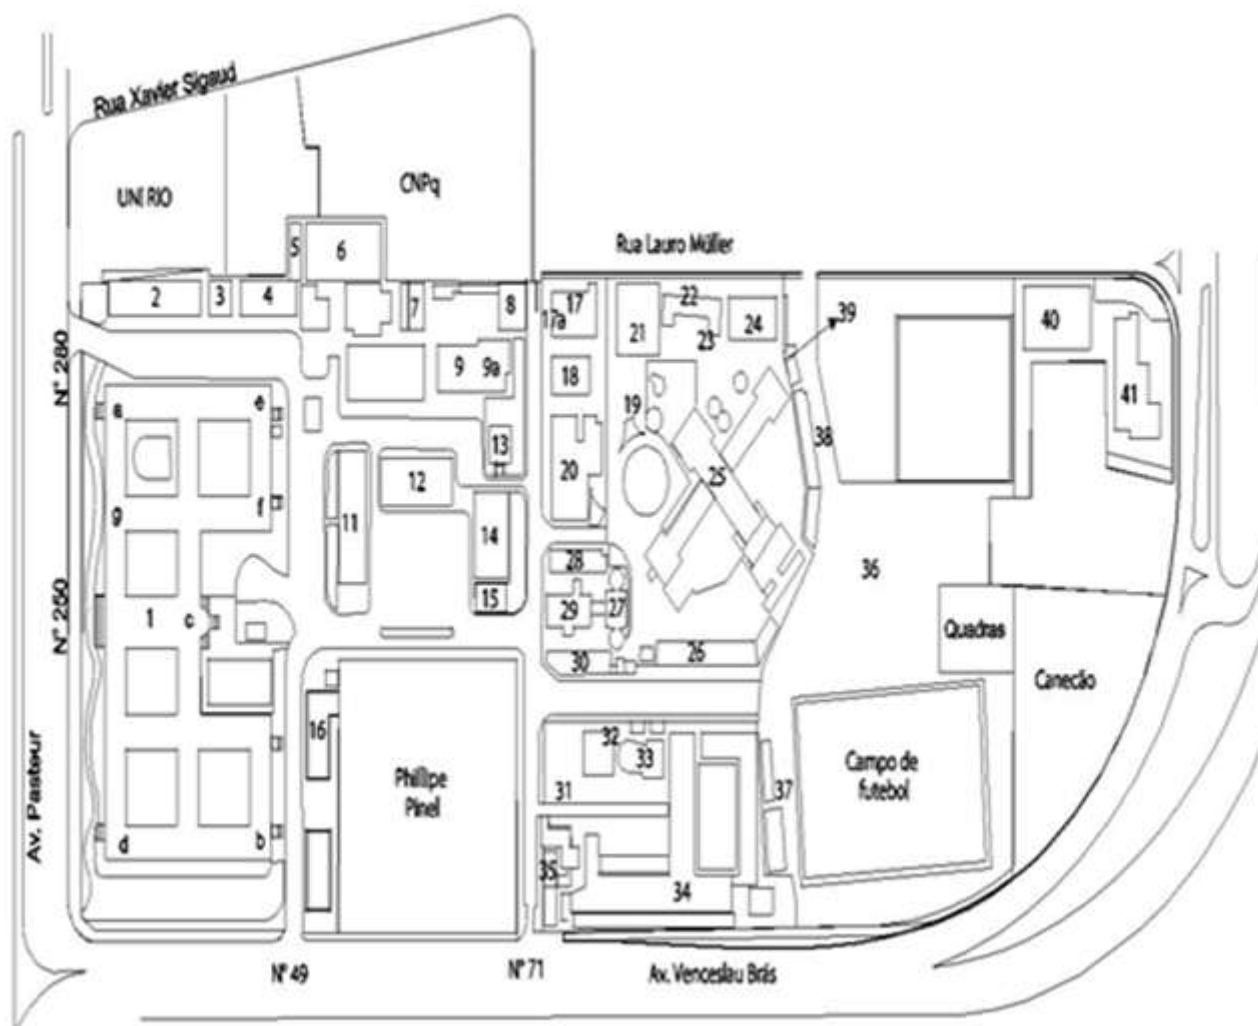 Rua Xavier Sigaud
UNI RIO
CNPq
Rua Lauro Müller
5
6
2
3
4
7
8
17
17a
21
22
23
24
39
40
N° 280
9
9a
18
41
a
e
19
13
38
12
20
25
g
f
11
14
28
36
N° 250
1
c
15
29
27
Quadras
30
26
Canecão
16
32
33
Av. Pasteur
Phillipe
Pinel
31
37
Campo de
futebol
d
b
35
34
N° 49
N° 71
Av. Venceslau Brás